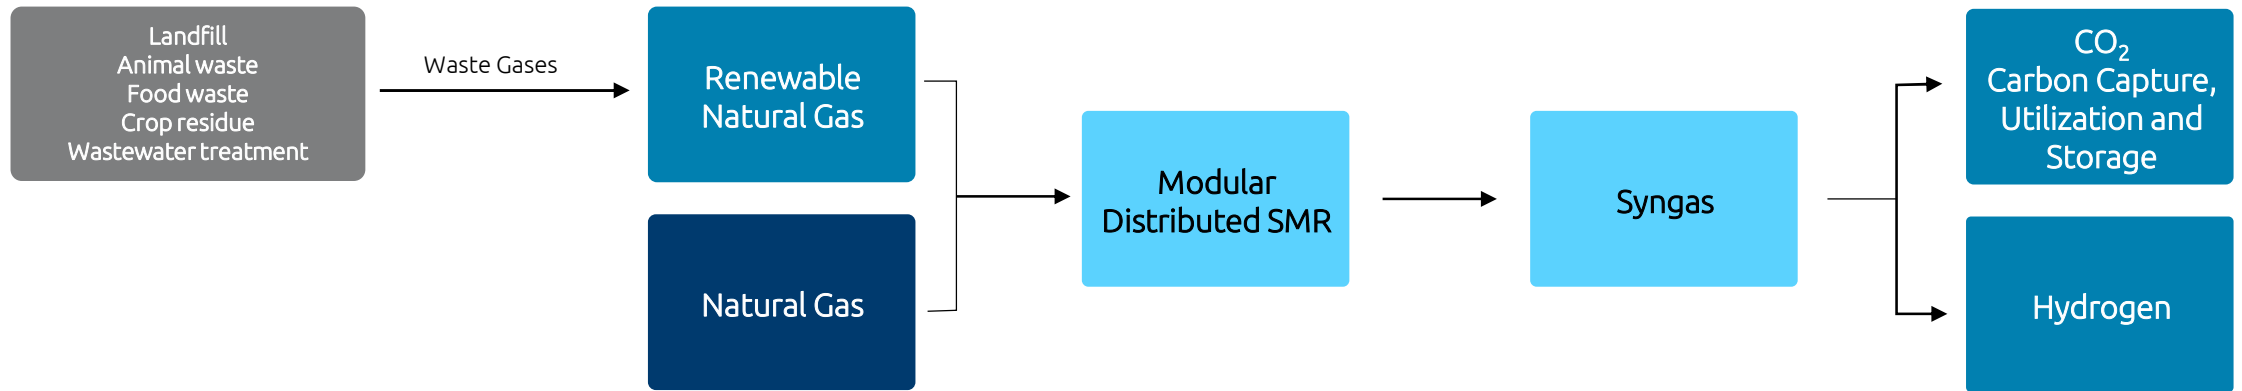 Landfill
Animal waste
Food waste
Crop residue
Wastewater treatment
Waste Gases
Renewable
Natural Gas
Natural Gas
Modular
Distributed SMR
Syngas
CO₂
Carbon Capture,
Utilization and
Storage
Hydrogen